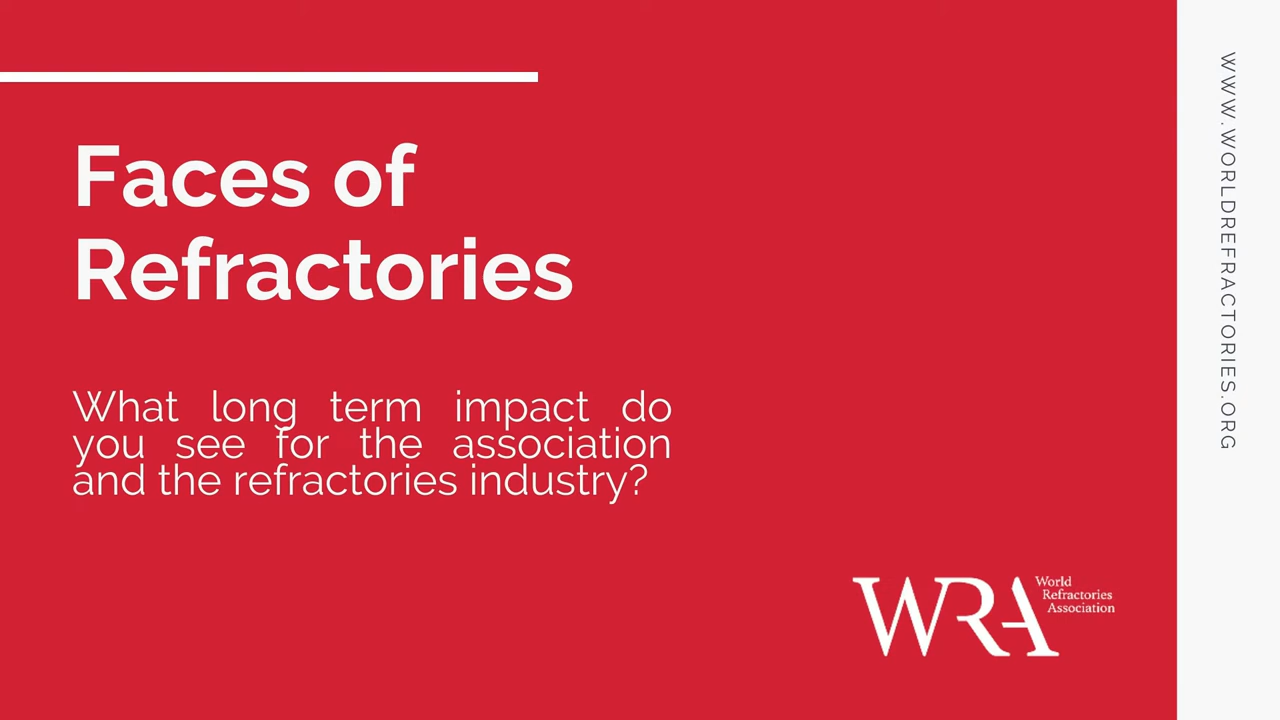 Faces of
Refractories
What long term impact do
you see for the association
and the refractories industry?
WRA
World
Refractories
Association
WWW.WORLDREFRACTORIES.ORG